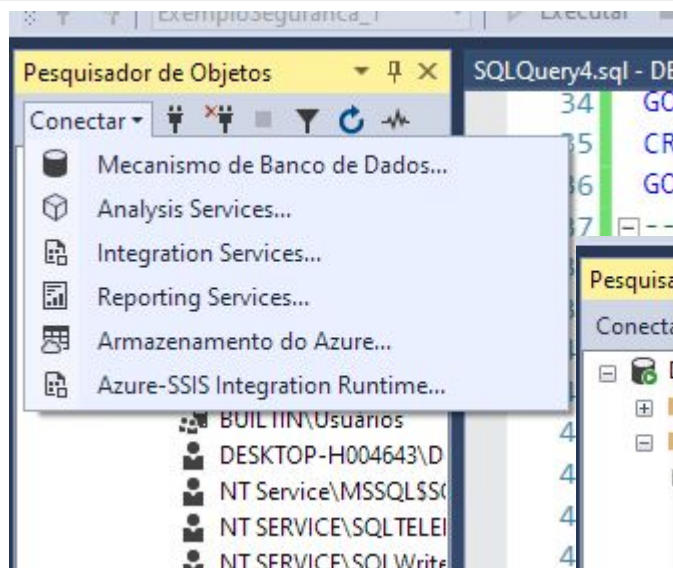 ExemploSeguranca_1
Executar
Pesquisador de Objetos
SQLQuery4.sql - DE
Conectar
Mecanismo de Banco de Dados...
Analysis Services...
Integration Services...
Reporting Services...
Armazenamento do Azure...
Azure-SSIS Integration Runtime...
BUILTIN\Usuários
DESKTOP-H004643\D
NT Service\MSSQL$S
NT SERVICE\SQLTELE
NT SERVICE\SQLWrite
34 GO
35 CR
36 GO
37
Pesquisa
Conecta